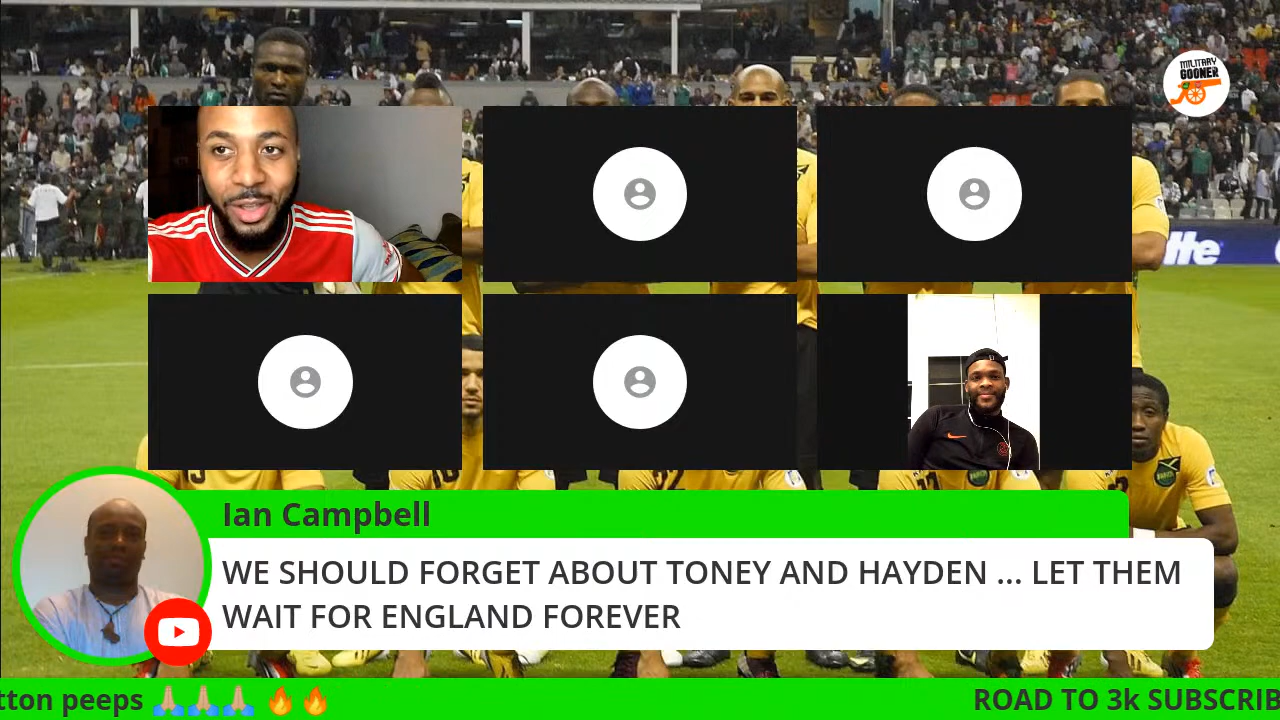 MILITARY
GOONER
Ian Campbell
WE SHOULD FORGET ABOUT TONEY AND HAYDEN ... LET THEM
WAIT FOR ENGLAND FOREVER
tton peeps 🙏🏼🙏🏼🙏🏼 🔥🔥 ROAD TO 3k SUBSCRIB